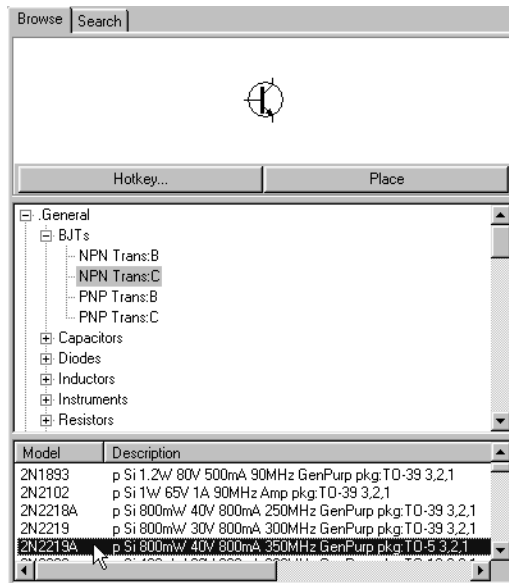 Browse Search
Hotkey... Place
.General
BJTs
NPN Trans:B
NPN Trans:C
PNP Trans:B
PNP Trans:C
Capacitors
Diodes
Inductors
Instruments
Resistors
Model Description
2N1893 p Si 1.2W 80V 500mA 90MHz GenPurp pkg:TO-39 3,2,1
2N2102 p Si 1W 65V 1A 90MHz Amp pkg:TO-39 3,2,1
2N2218A p Si 800mW 40V 800mA 250MHz GenPurp pkg:TO-39 3,2,1
2N2219 p Si 800mW 30V 800mA 300MHz GenPurp pkg:TO-39 3,2,1
2N2219A p Si 800mW 40V 800mA 350MHz GenPurp pkg:TO-5 3,2,1